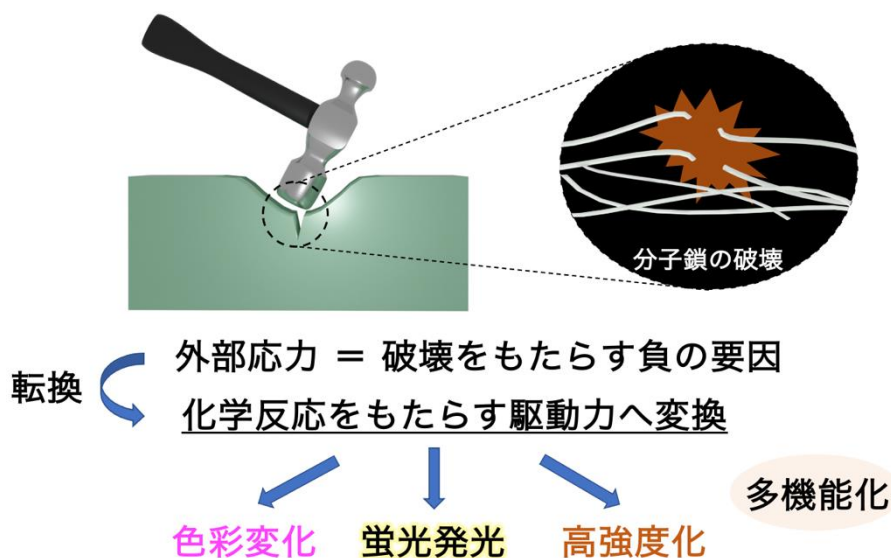 分子鎖の破壊
外部応力 = 破壊をもたらす負の要因
転換
化学反応をもたらす駆動力へ変換
多機能化
色彩変化 蛍光発光 高強度化